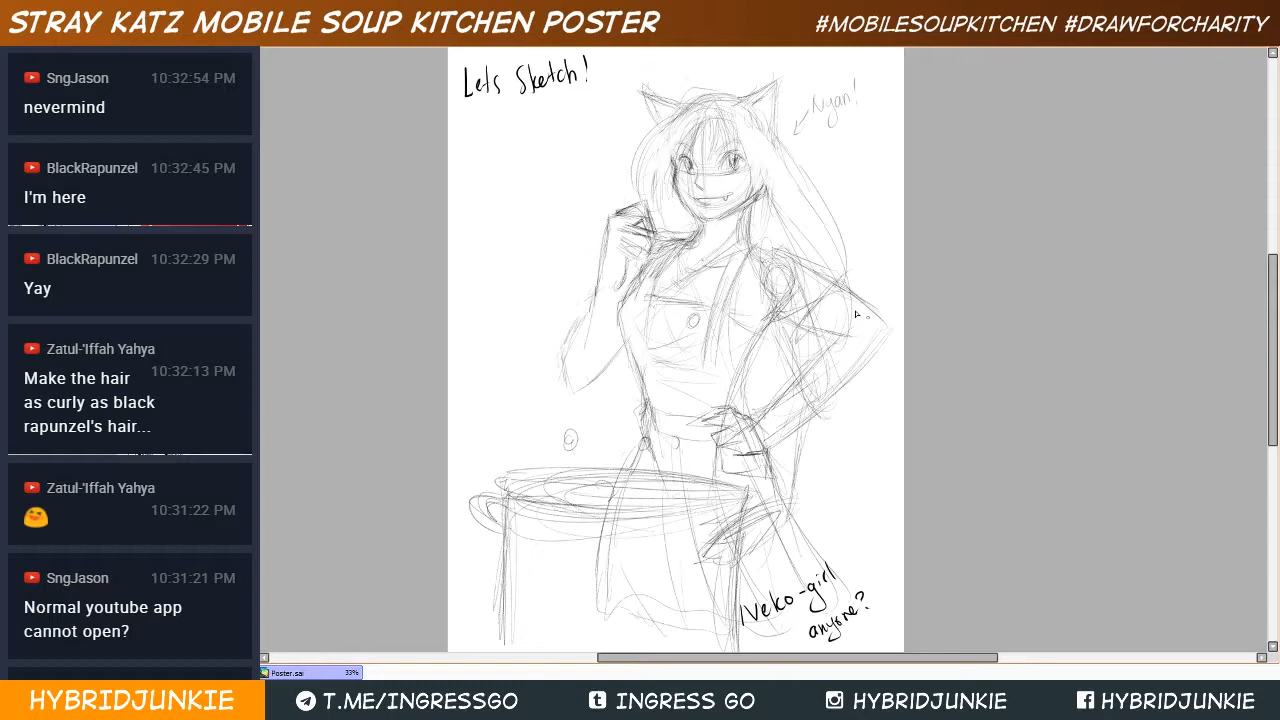 STRAY KATZ MOBILE SOUP KITCHEN POSTER
#MOBILESOUPKITCHEN #DRAWFORCHARITY
SngJason 10:32:54 PM
nevermind
BlackRapunzel 10:32:45 PM
I'm here
BlackRapunzel 10:32:29 PM
Yay
Zatul-'Iffah Yahya
10:32:13 PM
Make the hair
as curly as black
rapunzel's hair...
Zatul-'Iffah Yahya
10:31:22 PM
SngJason 10:31:21 PM
Normal youtube app
cannot open?
Lets Sketch!
Nyan!
Neko-girl
anyone?
Poster.sai 33%
HYBRIDJUNKIE
T.ME/INGRESSGO
INGRESS GO
HYBRIDJUNKIE
HYBRIDJUNKIE